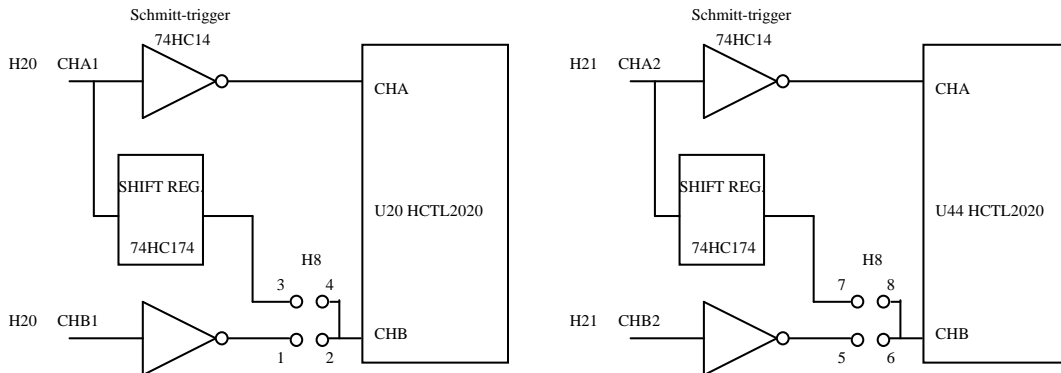 Schmitt-trigger
74HC14
H20 CHA1
CHA
SHIFT REG.
74HC174
U20 HCTL2020
H8
3 4
H20 CHB1
1 2
CHB
Schmitt-trigger
74HC14
H21 CHA2
CHA
SHIFT REG.
74HC174
U44 HCTL2020
H8
7 8
H21 CHB2
5 6
CHB